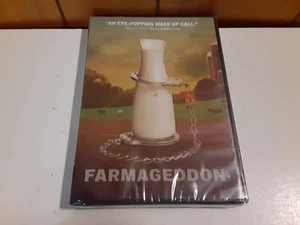 "AN EYE-POPPING WAKE UP CALL."
FARMAGEDDON